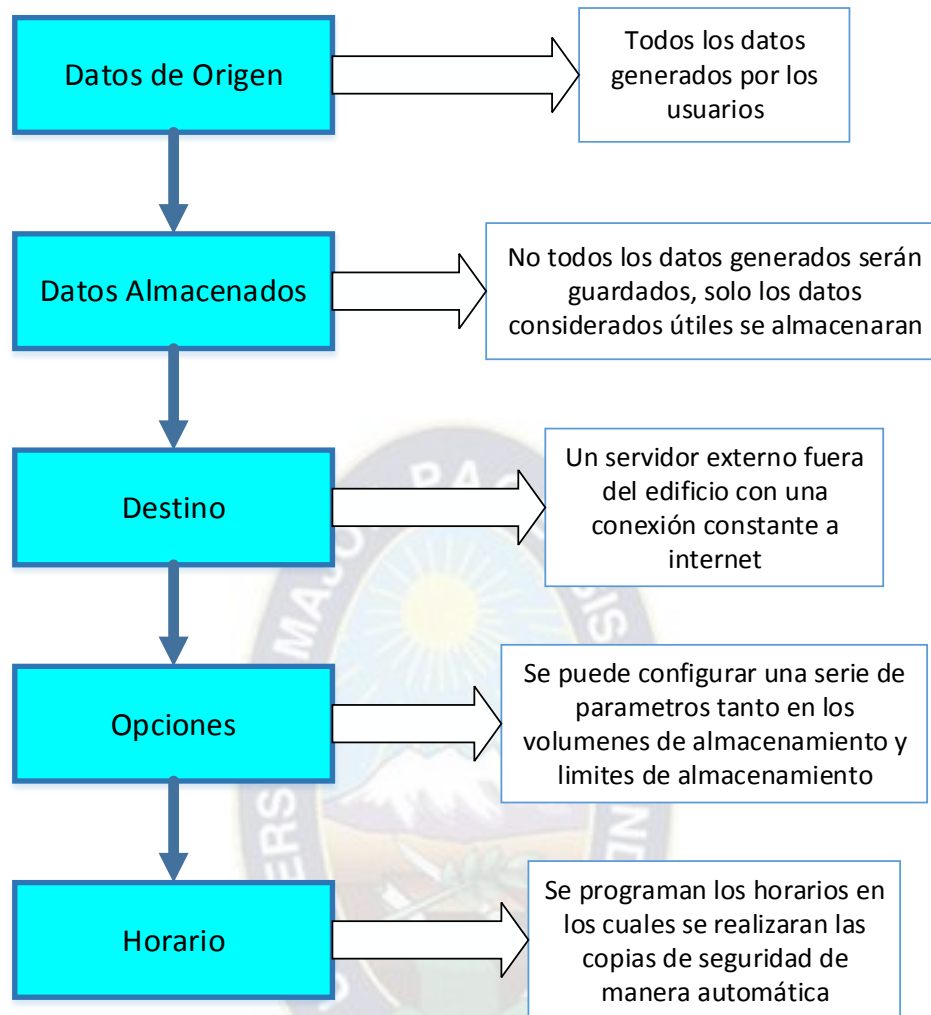 Datos de Origen
Todos los datos
generados por los
usuarios
Datos Almacenados
No todos los datos generados serán
guardados, solo los datos
considerados útiles se almacenaran
Destino
Un servidor externo fuera
del edificio con una
conexión constante a
internet
Opciones
Se puede configurar una serie de
parametros tanto en los
volumenes de almacenamiento y
limites de almacenamiento
Horario
Se programan los horarios en
los cuales se realizaran las
copias de seguridad de
manera automática